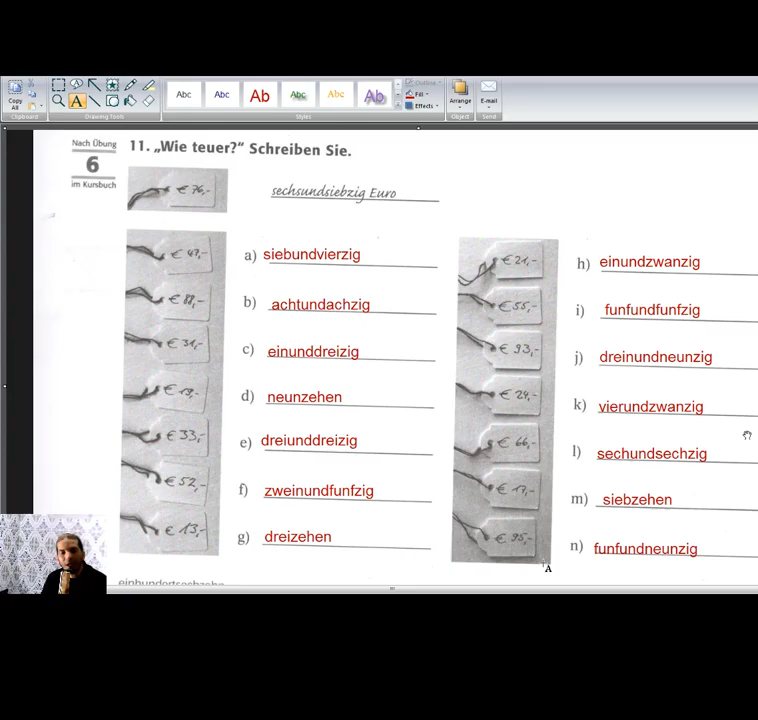 Copy
All
Clipboard
Drawing Tools
Abc
Abc
Ab
Abc
Abc
Ab
Styles
Outline
Fill
Effects
Arrange
Object
E-mail
Send
Nach Übung
6
im Kursbuch
11. „Wie teuer?“ Schreiben Sie.
€ 76,-
sechsundsiebzig Euro
€ 47,-
a) siebundvierzig
€ 88,-
b) achtundachzig
€ 31,-
c) einunddreizig
€ 19,-
d) neunzehen
€ 33,-
e) dreiunddreizig
€ 52,-
f) zweinundfunfzig
€ 13,-
g) dreizehen
€ 21,-
h) einundzwanzig
€ 55,-
i) funfundfunfzig
€ 93,-
j) dreinundneunzig
€ 24,-
k) vierundzwanzig
€ 66,-
l) sechundsechzig
€ 17,-
m) siebzehen
€ 95,-
n) funfundneunzig
A